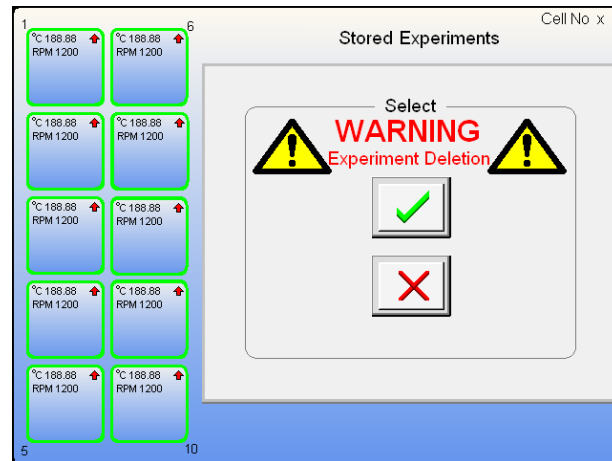 1
6
Cell No x
Stored Experiments
°C 188.88
RPM 1200
°C 188.88
RPM 1200
°C 188.88
RPM 1200
°C 188.88
RPM 1200
°C 188.88
RPM 1200
°C 188.88
RPM 1200
°C 188.88
RPM 1200
°C 188.88
RPM 1200
°C 188.88
RPM 1200
°C 188.88
RPM 1200
5
10
Select
WARNING
Experiment Deletion